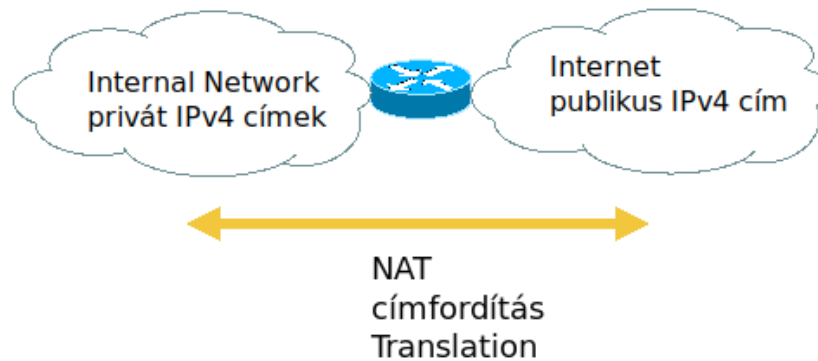 Internal Network
privát IPv4 címek
Internet
publikus IPv4 cím
NAT
címfordítás
Translation